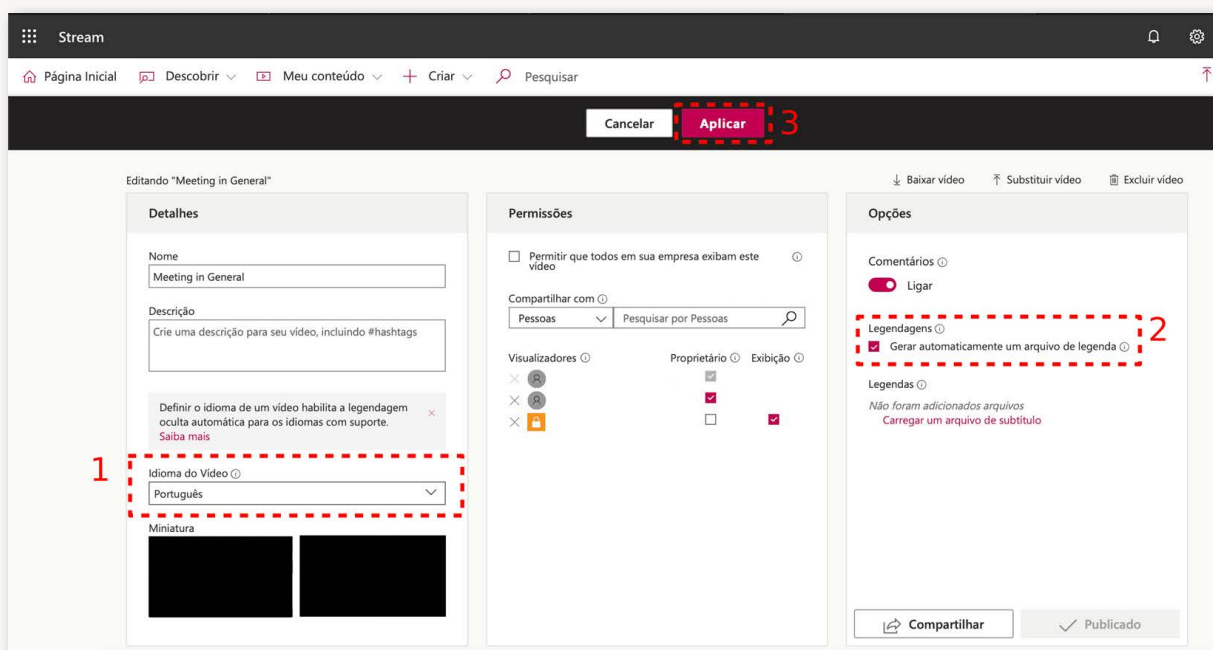 Stream
Página Inicial Descobrir Meu conteúdo Criar Pesquisar
Cancelar Aplicar 3
Editando "Meeting in General"
Baixar vídeo Substituir vídeo Excluir vídeo
Detalhes
Nome
Meeting in General
Descrição
Crie uma descrição para seu vídeo, incluindo #hashtags
Definir o idioma de um vídeo habilita a legendagem
oculta automática para os idiomas com suporte.
Saiba mais
1
Idioma do Vídeo
Português
Miniatura
Permissões
Permitir que todos em sua empresa exibam este
vídeo
Compartilhar com
Pessoas Pesquisar por Pessoas
Visualizadores Proprietário Exibição
Opções
Comentários
Ligar
Legendagens 2
Gerar automaticamente um arquivo de legenda
Legendas
Não foram adicionados arquivos
Carregar um arquivo de subtítulo
Compartilhar Publicado